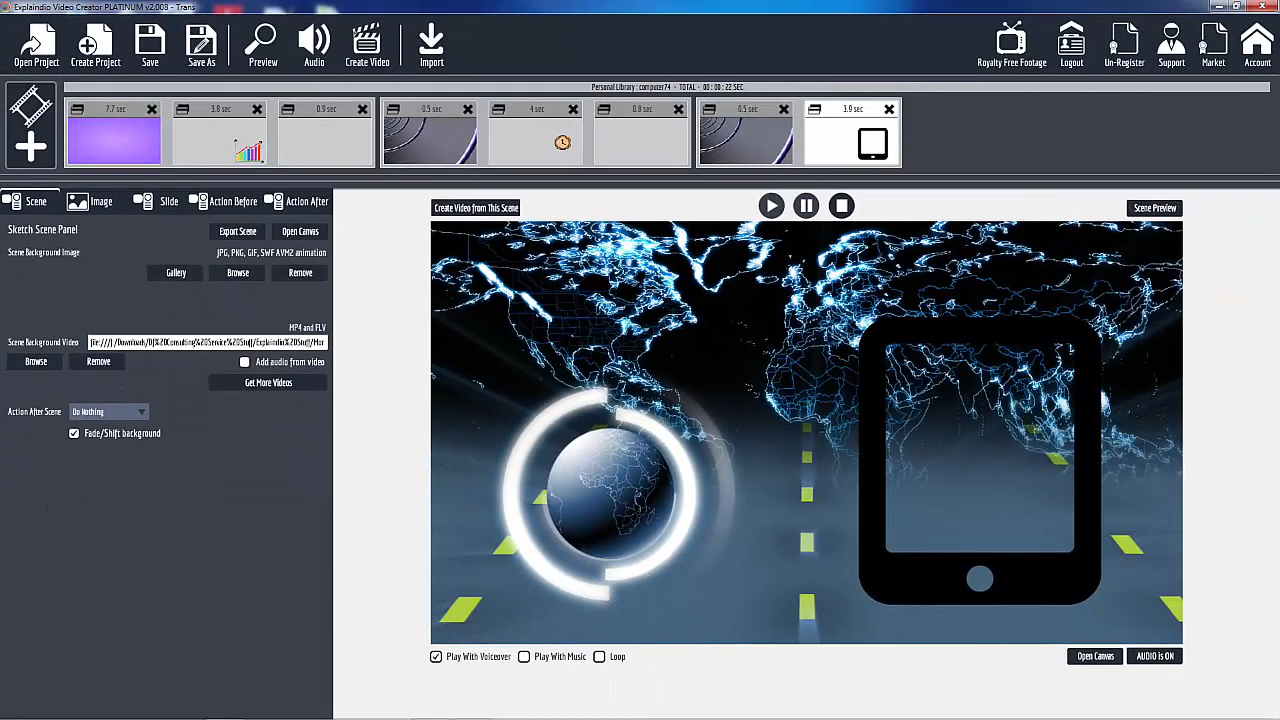 Explaindio Video Creator PLATINUM v2.008 - Trans
Open Project
Create Project
Save
Save As
Preview
Audio
Create Video
Import
Royalty Free Footage
Logout
Un-Register
Support
Market
Account
Personal Library : computer74 - TOTAL - 00 : 00 : 22 SEC
7.7 sec
3.8 sec
0.9 sec
0.5 sec
4 sec
0.8 sec
0.5 sec
3.9 sec
Scene
Image
Slide
Action Before
Action After
Create Video from This Scene
Scene Preview
Sketch Scene Panel
Export Scene
Open Canvas
Scene Background Image
JPG, PNG, GIF, SWF AVM2 animation
Gallery
Browse
Remove
MP4 and FLV
Scene Background Video
Browse
Remove
Add audio from video
Get More Videos
Action After Scene
Do Nothing
Fade/Shift background
Play With Voiceover
Play With Music
Loop
Open Canvas
AUDIO is ON